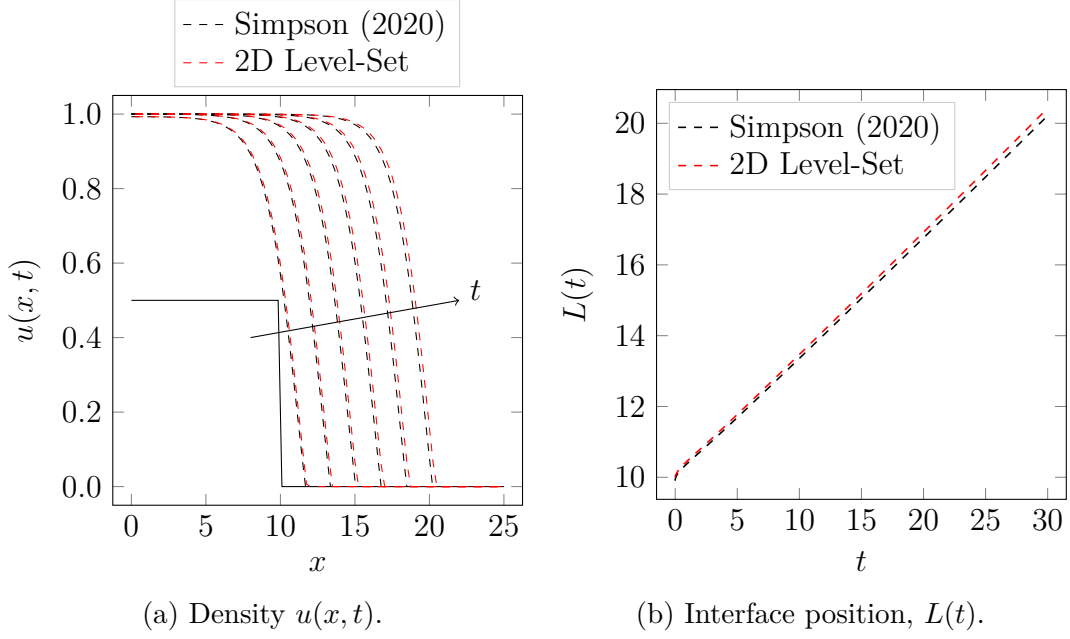 Simpson (2020)
2D Level-Set
1.0
0.8
0.6
0.4
0.2
0.0
u(x, t)
t
0 5 10 15 20 25
x
(a) Density u(x, t).
Simpson (2020)
2D Level-Set
20
18
16
14
12
10
L(t)
0 5 10 15 20 25 30
t
(b) Interface position, L(t).